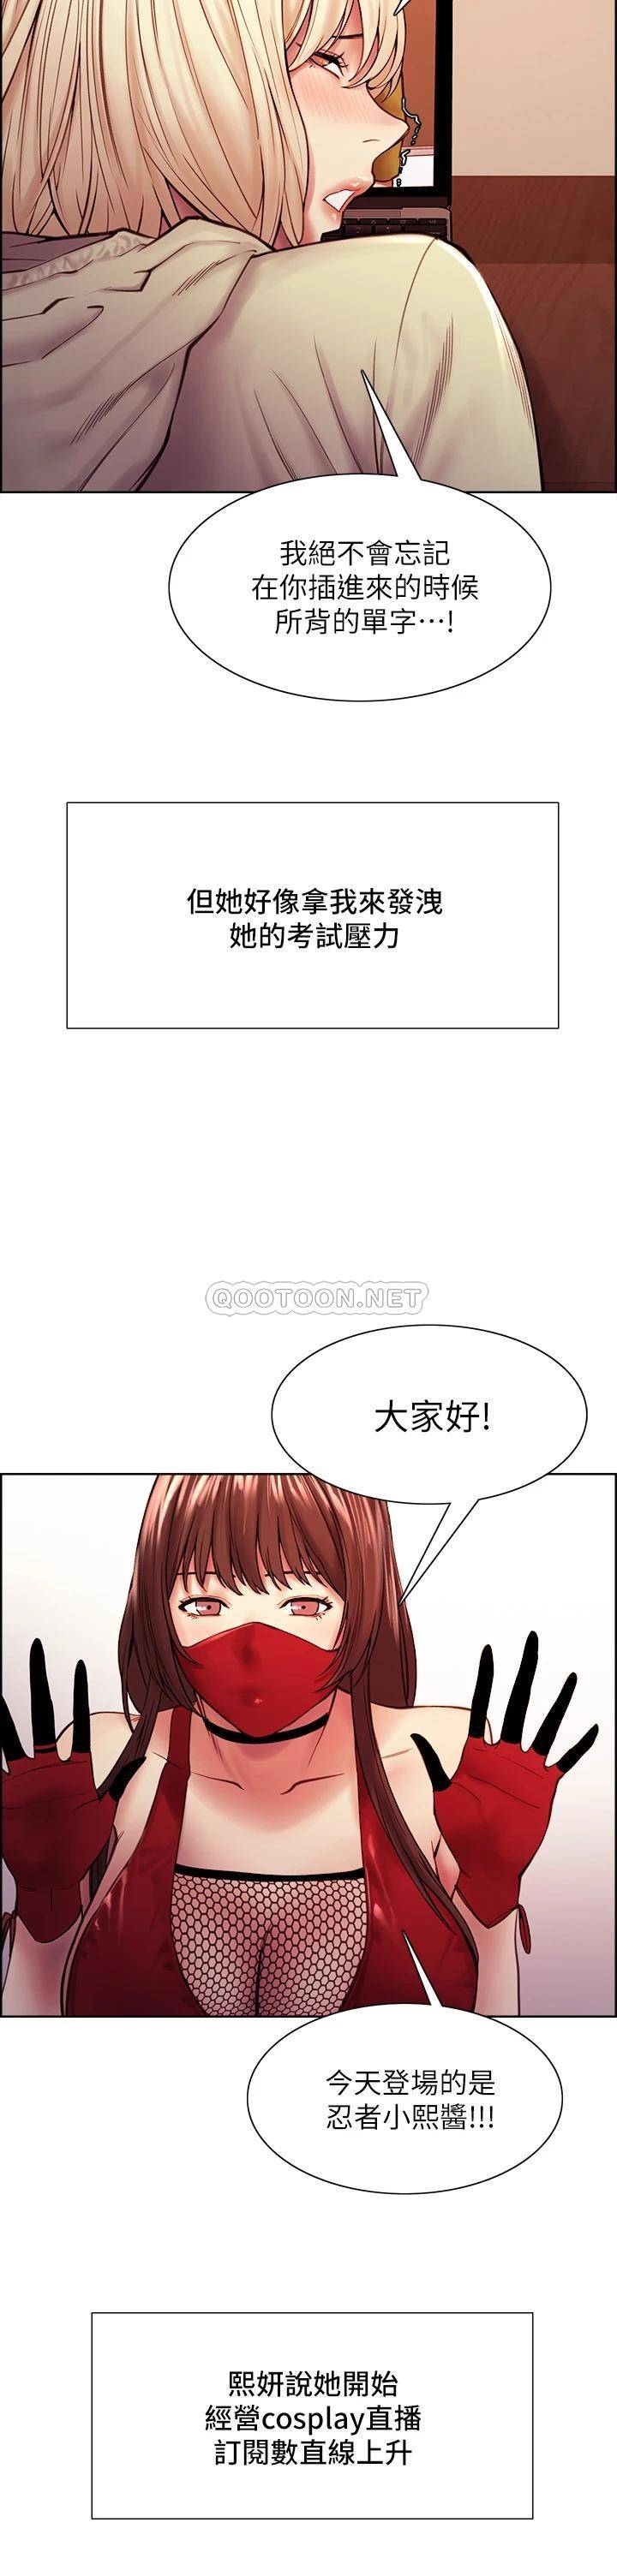 我絕不會忘記
在你插進來的時候
所背的單字…!
但她好像拿我來發洩
她的考試壓力
QOOTOON.NET
大家好!
今天登場的是
忍者小熙醬!!!
熙妍說她開始
經營cosplay直播
訂閱數直線上升